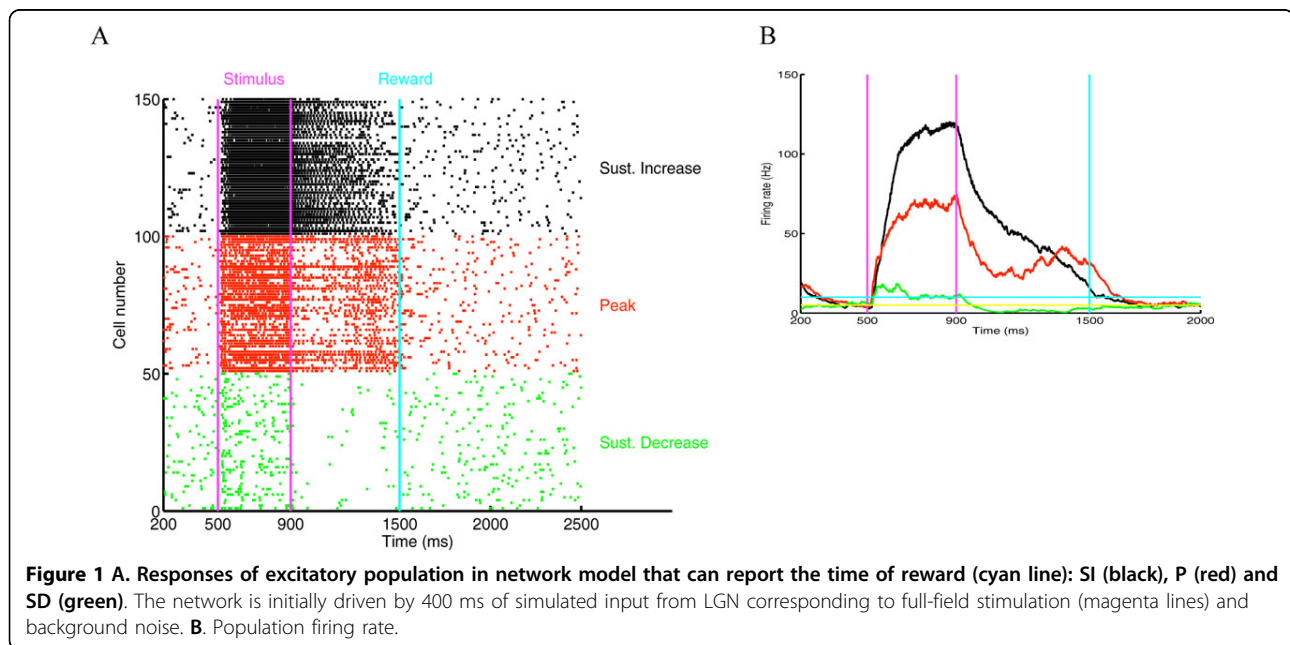 A
B
Stimulus Reward
150
100
50
0
Cell number
Sust. Increase
Peak
Sust. Decrease
200 500 900 1500 2000 2500
Time (ms)
150
100
50
0
Firing rate (Hz)
200 500 900 1500 2000
Time (ms)
Figure 1 A. Responses of excitatory population in network model that can report the time of reward (cyan line): SI (black), P (red) and
SD (green). The network is initially driven by 400 ms of simulated input from LGN corresponding to full-field stimulation (magenta lines) and
background noise. B. Population firing rate.